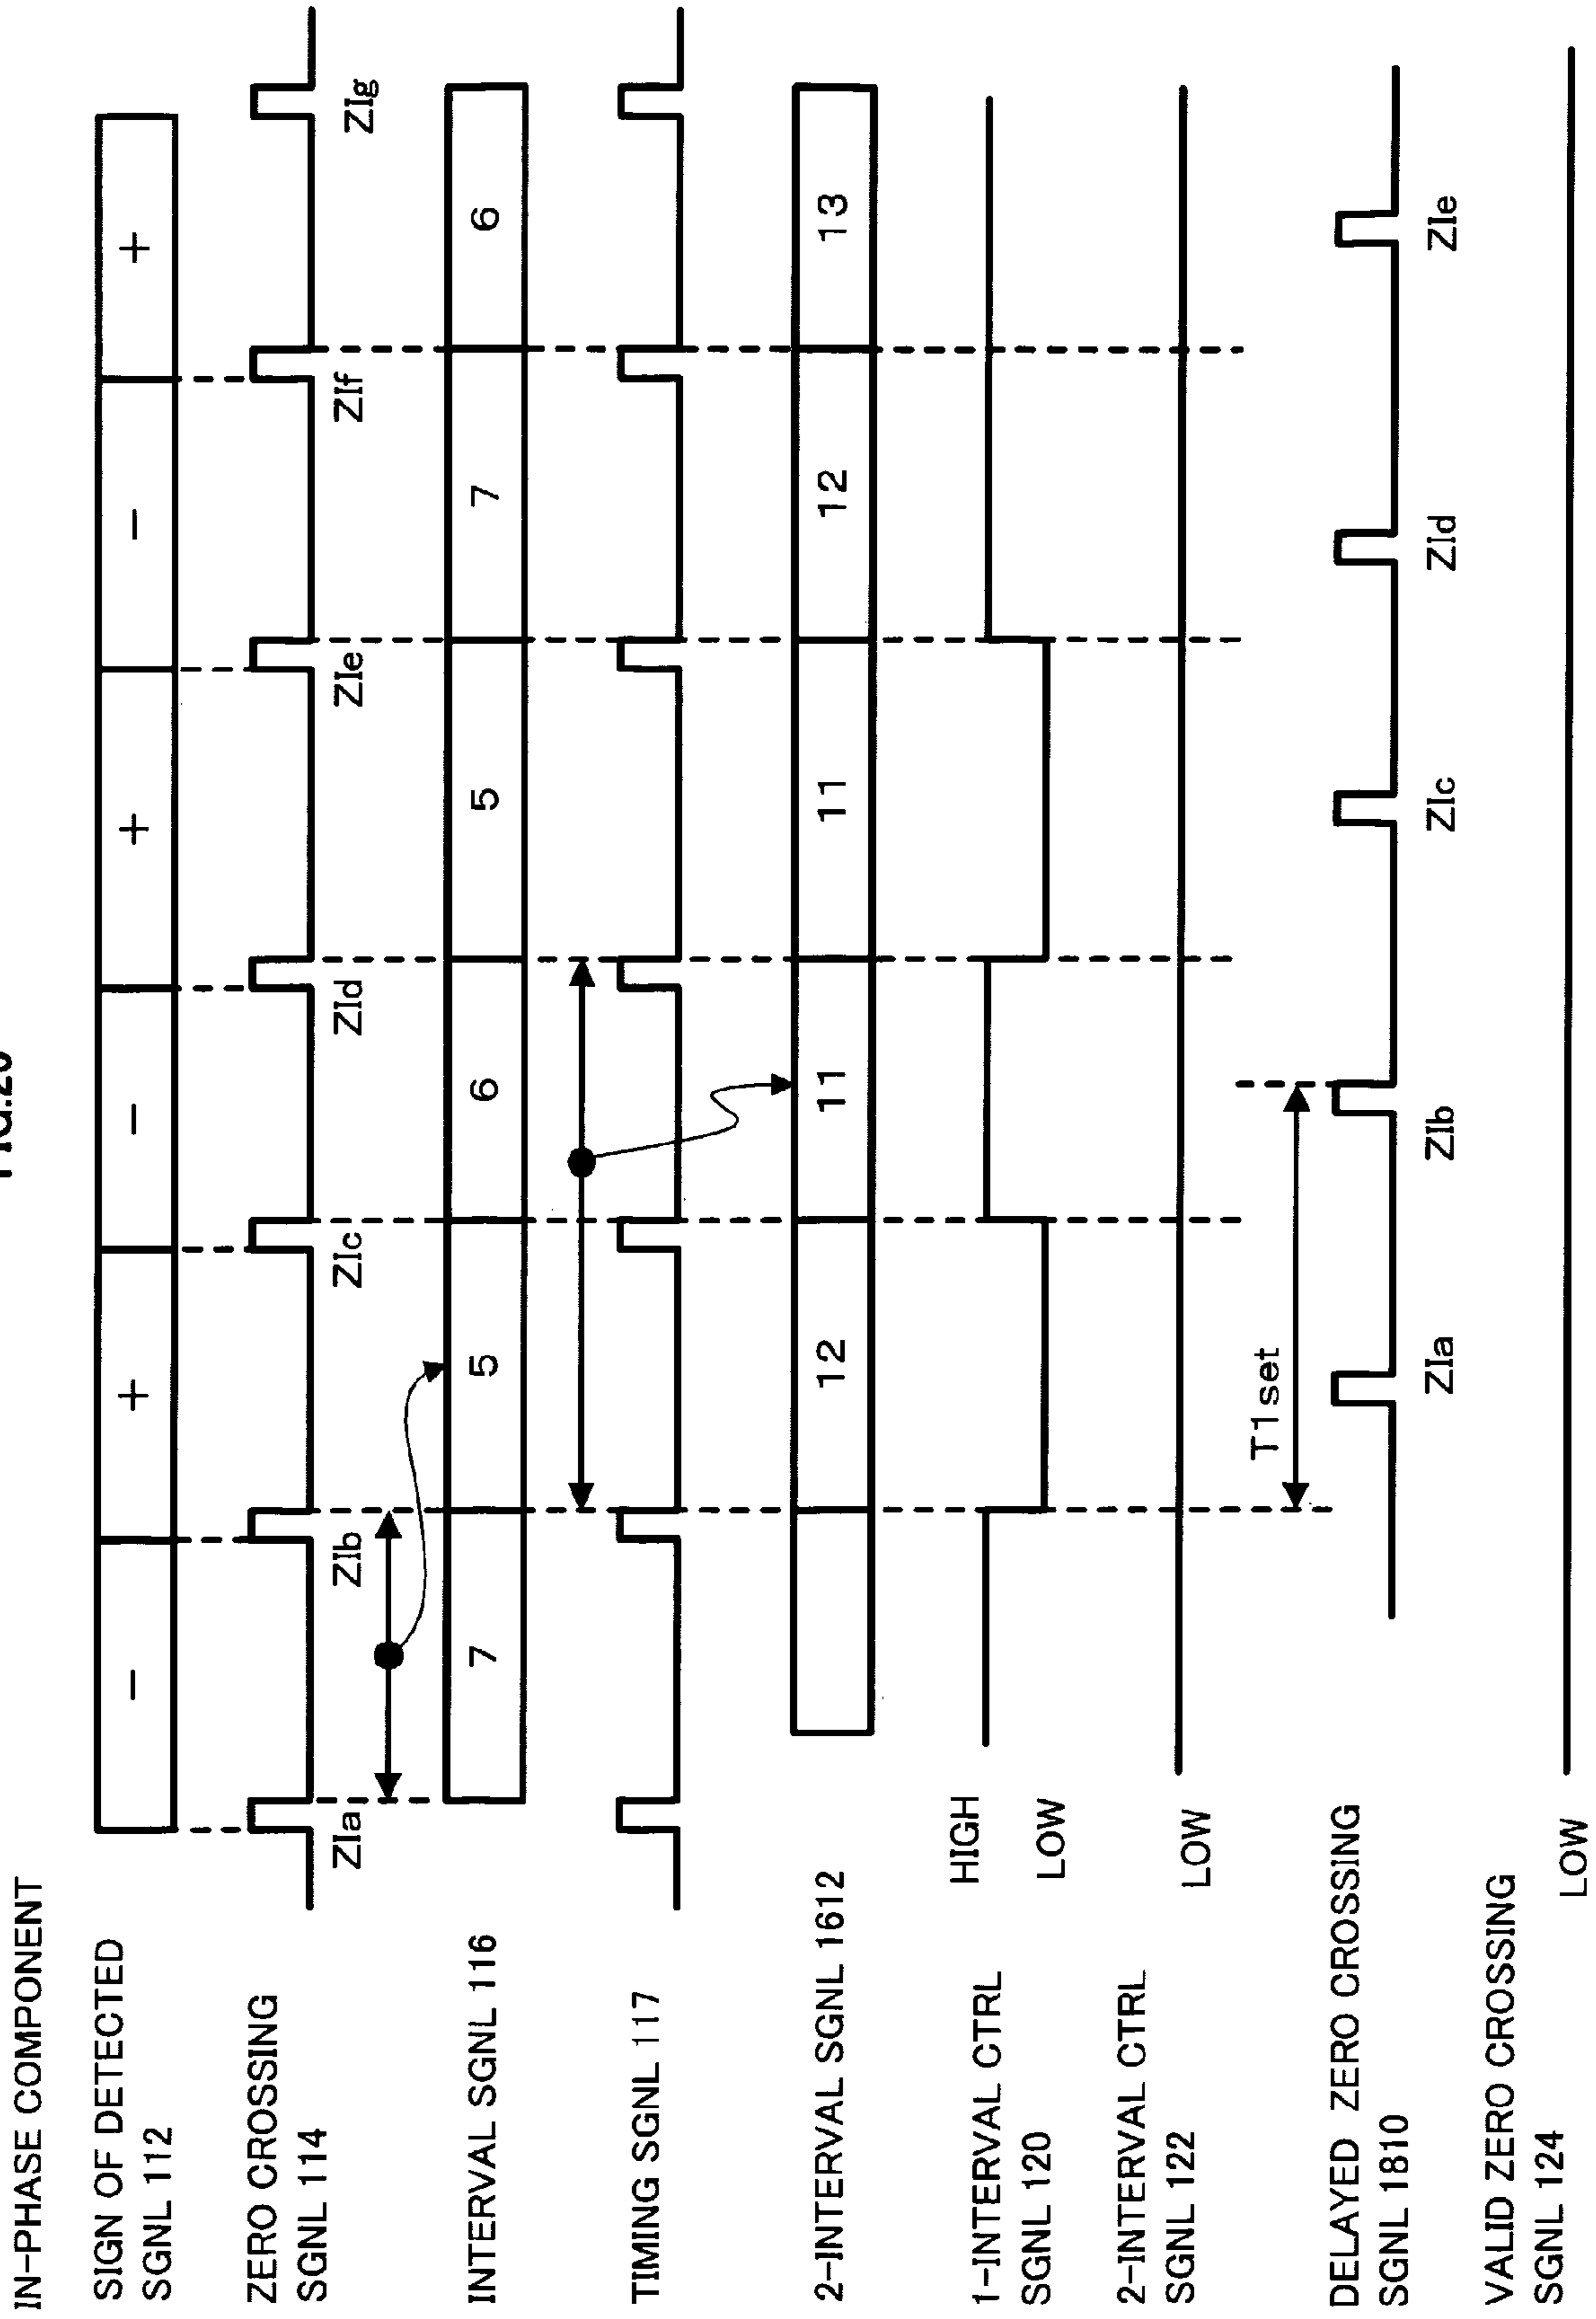 IN-PHASE COMPONENT
SIGN OF DETECTED
SGNL 112
− + − + − +
ZERO CROSSING
SGNL 114
ZIa ZIb ZIc ZId ZIe ZIf ZIg
INTERVAL SGNL 116
7 5 6 5 7 6
TIMING SGNL 117
2-INTERVAL SGNL 1612
12 11 11 12 13
1-INTERVAL CTRL
SGNL 120
HIGH
LOW
2-INTERVAL CTRL
SGNL 122
LOW
T1set
DELAYED ZERO CROSSING
SGNL 1810
ZIa ZIb ZIc ZId ZIe
VALID ZERO CROSSING
SGNL 124
LOW